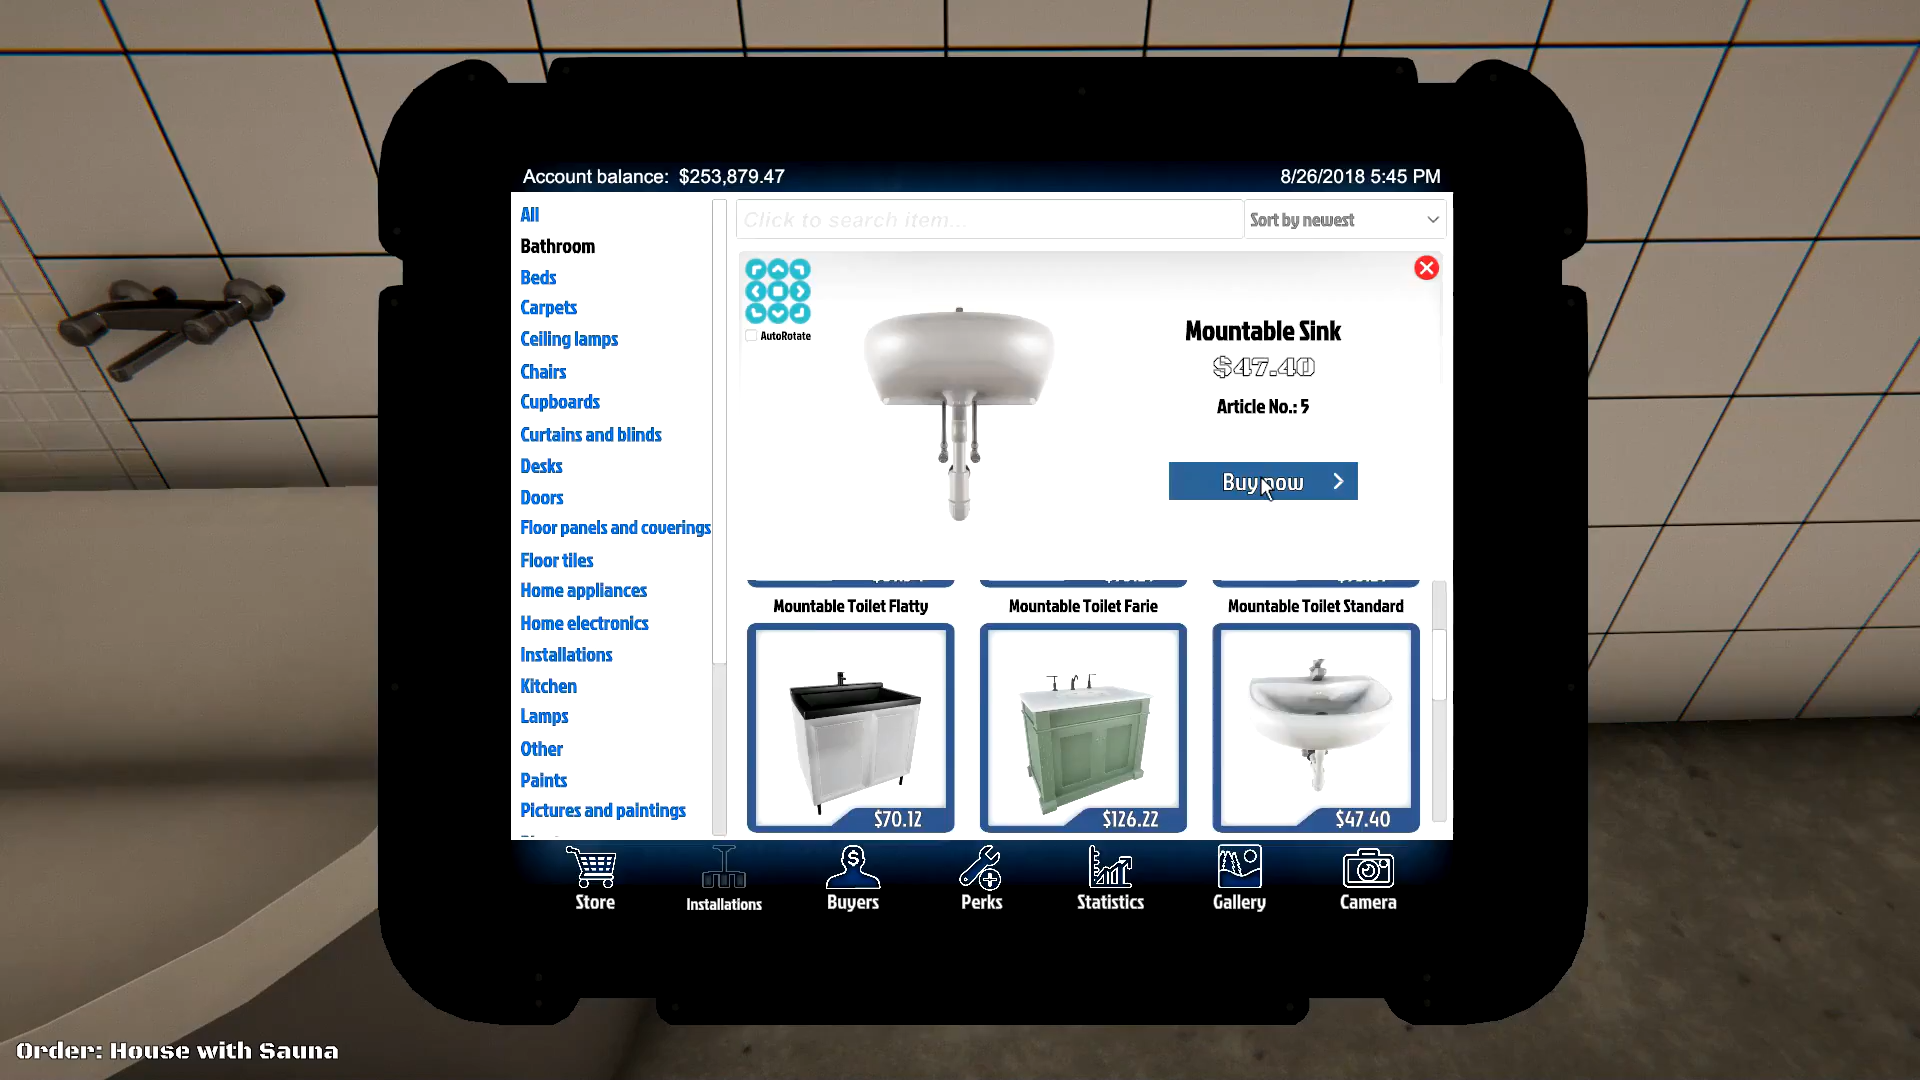 Account balance: $253,879.47
8/26/2018 5:45 PM
All
Bathroom
Beds
Carpets
Ceiling lamps
Chairs
Cupboards
Curtains and blinds
Desks
Doors
Floor panels and coverings
Floor tiles
Home appliances
Home electronics
Installations
Kitchen
Lamps
Other
Paints
Pictures and paintings
Click to search item...
Sort by newest
AutoRotate
Mountable Sink
$47.40
Article No.: 5
Buy now
Mountable Toilet Flatty
Mountable Toilet Farie
Mountable Toilet Standard
$70.12
$126.22
$47.40
Store
Installations
Buyers
Perks
Statistics
Gallery
Camera
Order: House with Sauna